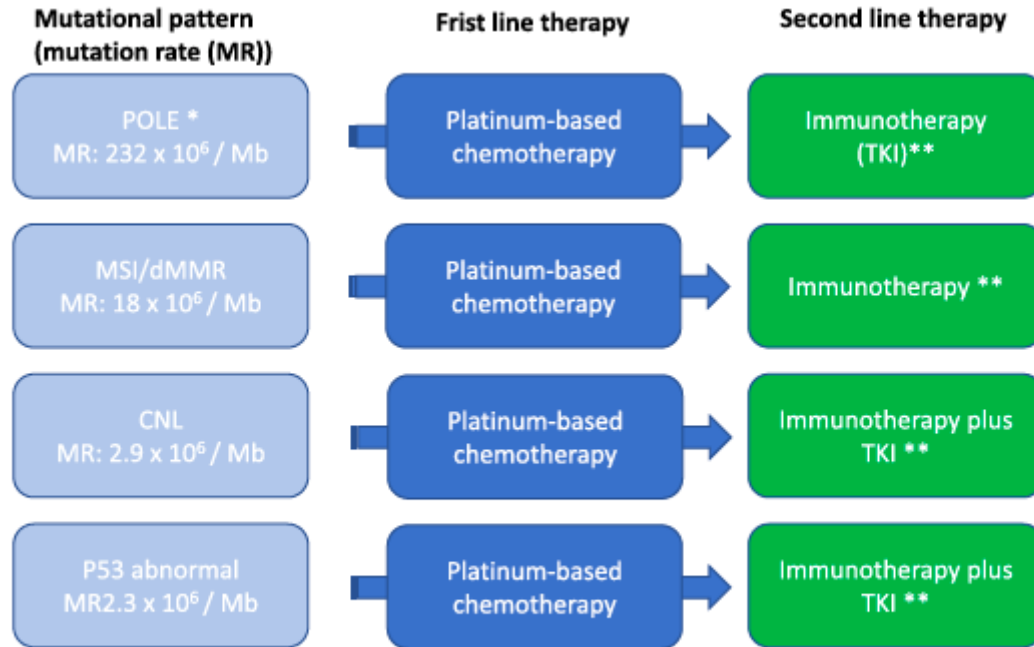 Mutational pattern
(mutation rate (MR))
Frist line therapy
Second line therapy
POLE *
MR: 232 x 10⁶ / Mb
Platinum-based
chemotherapy
Immunotherapy
(TKI)**
MSI/dMMR
MR: 18 x 10⁶ / Mb
Platinum-based
chemotherapy
Immunotherapy **
CNL
MR: 2.9 x 10⁶ / Mb
Platinum-based
chemotherapy
Immunotherapy plus
TKI **
P53 abnormal
MR2.3 x 10⁶ / Mb
Platinum-based
chemotherapy
Immunotherapy plus
TKI **